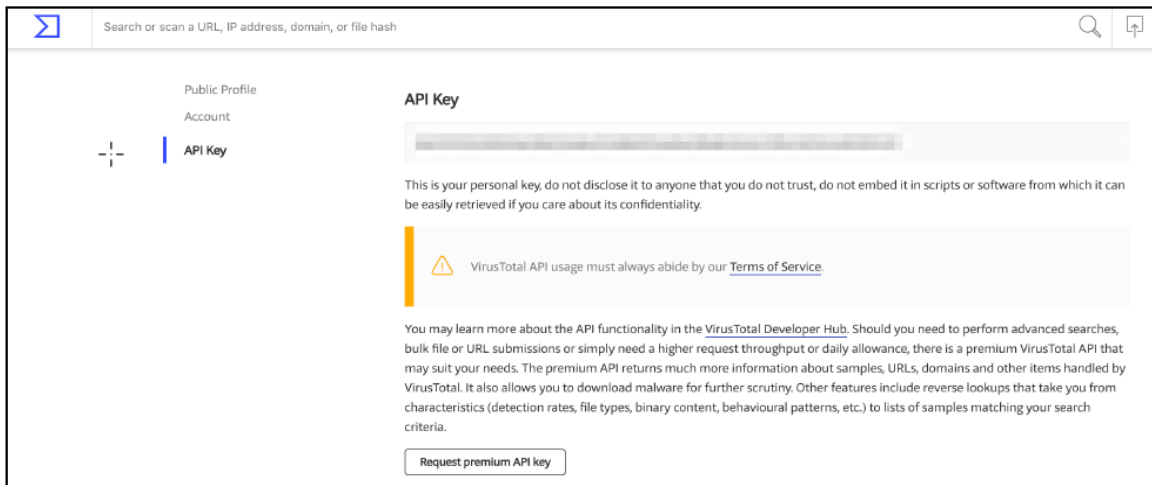 Search or scan a URL, IP address, domain, or file hash
Public Profile
Account
API Key
API Key
This is your personal key, do not disclose it to anyone that you do not trust, do not embed it in scripts or software from which it can
be easily retrieved if you care about its confidentiality.
VirusTotal API usage must always abide by our Terms of Service.
You may learn more about the API functionality in the VirusTotal Developer Hub. Should you need to perform advanced searches,
bulk file or URL submissions or simply need a higher request throughput or daily allowance, there is a premium VirusTotal API that
may suit your needs. The premium API returns much more information about samples, URLs, domains and other items handled by
VirusTotal. It also allows you to download malware for further scrutiny. Other features include reverse lookups that take you from
characteristics (detection rates, file types, binary content, behavioural patterns, etc.) to lists of samples matching your search
criteria.
Request premium API key